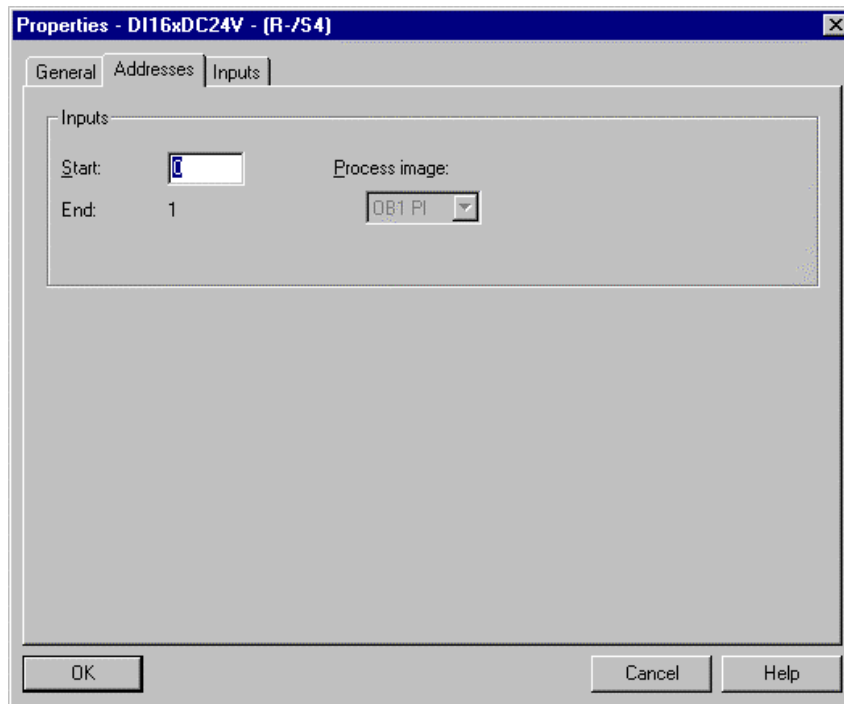 Properties - DI16xDC24V - (R-/S4)
General Addresses Inputs
Inputs
Start: 0 Process image:
End: 1 OB1 PI
OK Cancel Help